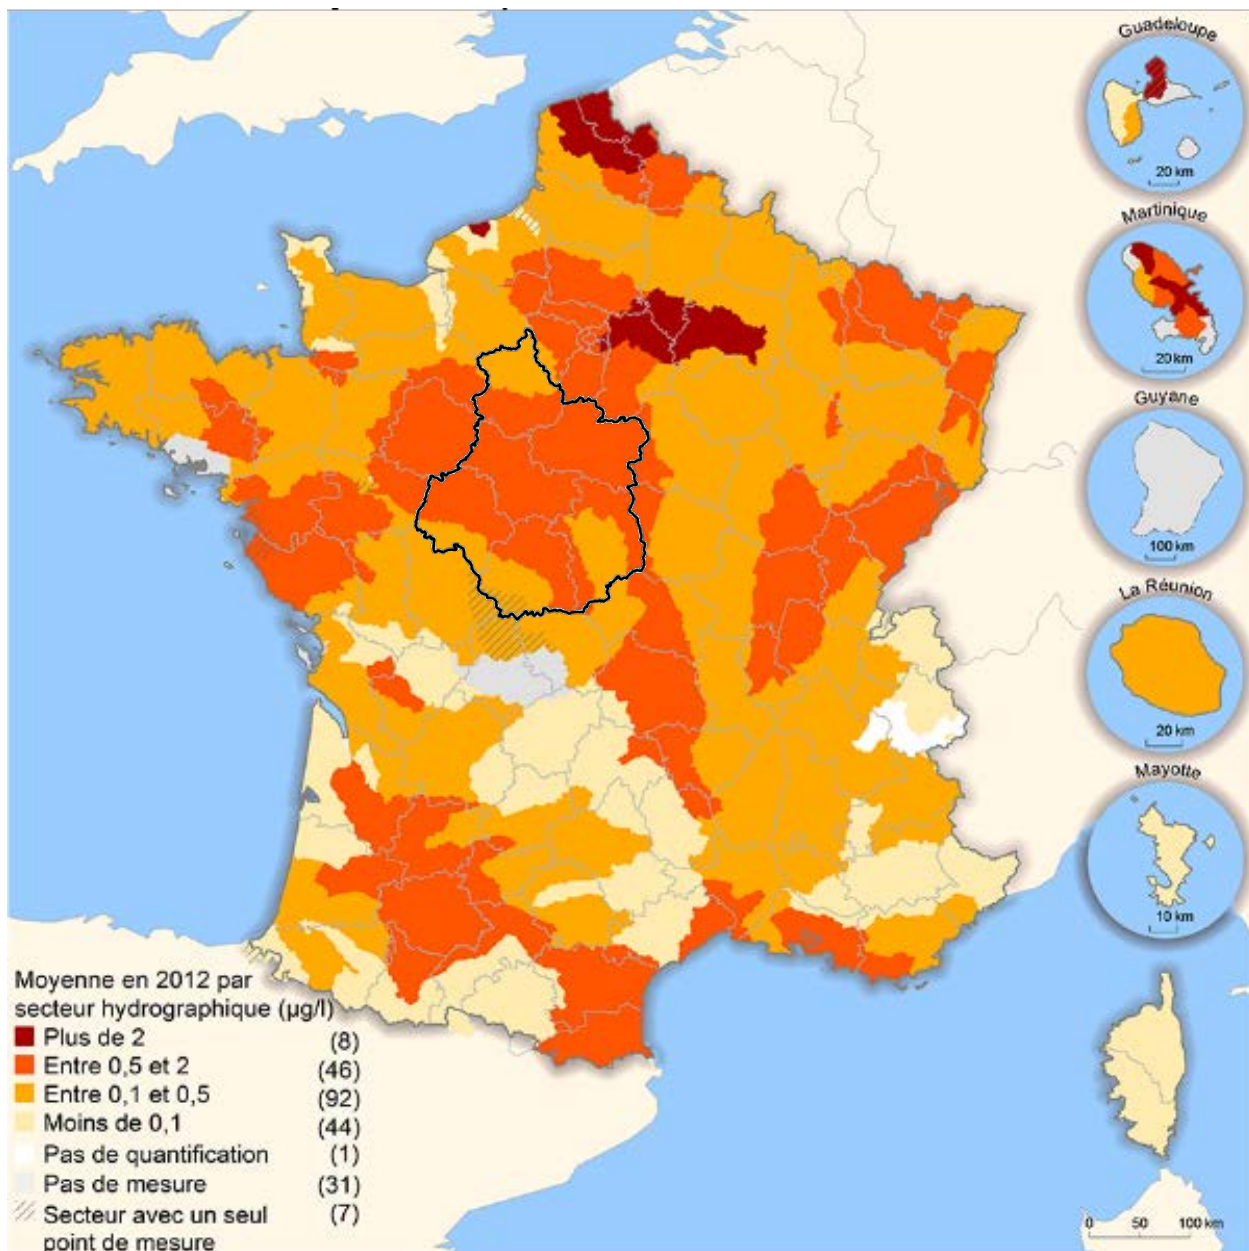 Guadeloupe
20 km
Martinique
20 km
Guyane
100 km
La Réunion
20 km
Mayotte
10 km
Moyenne en 2012 par
secteur hydrographique (µg/l)
Plus de 2 (8)
Entre 0,5 et 2 (46)
Entre 0,1 et 0,5 (92)
Moins de 0,1 (44)
Pas de quantification (1)
Pas de mesure (31)
Secteur avec un seul (7)
point de mesure
0 50 100 km